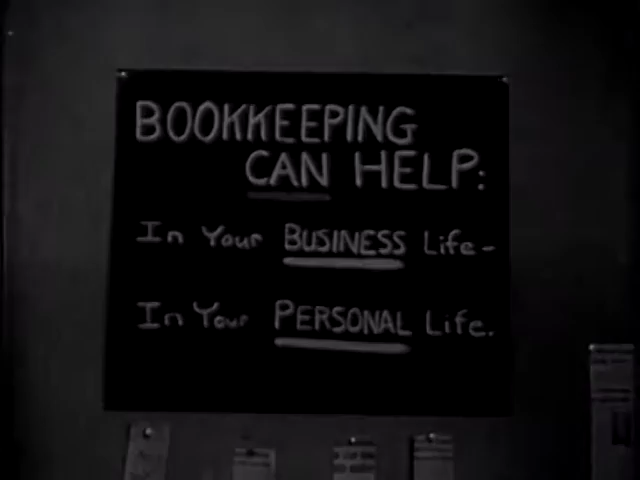 BOOKKEEPING
CAN HELP:
In Your BUSINESS Life-
In Your PERSONAL Life.